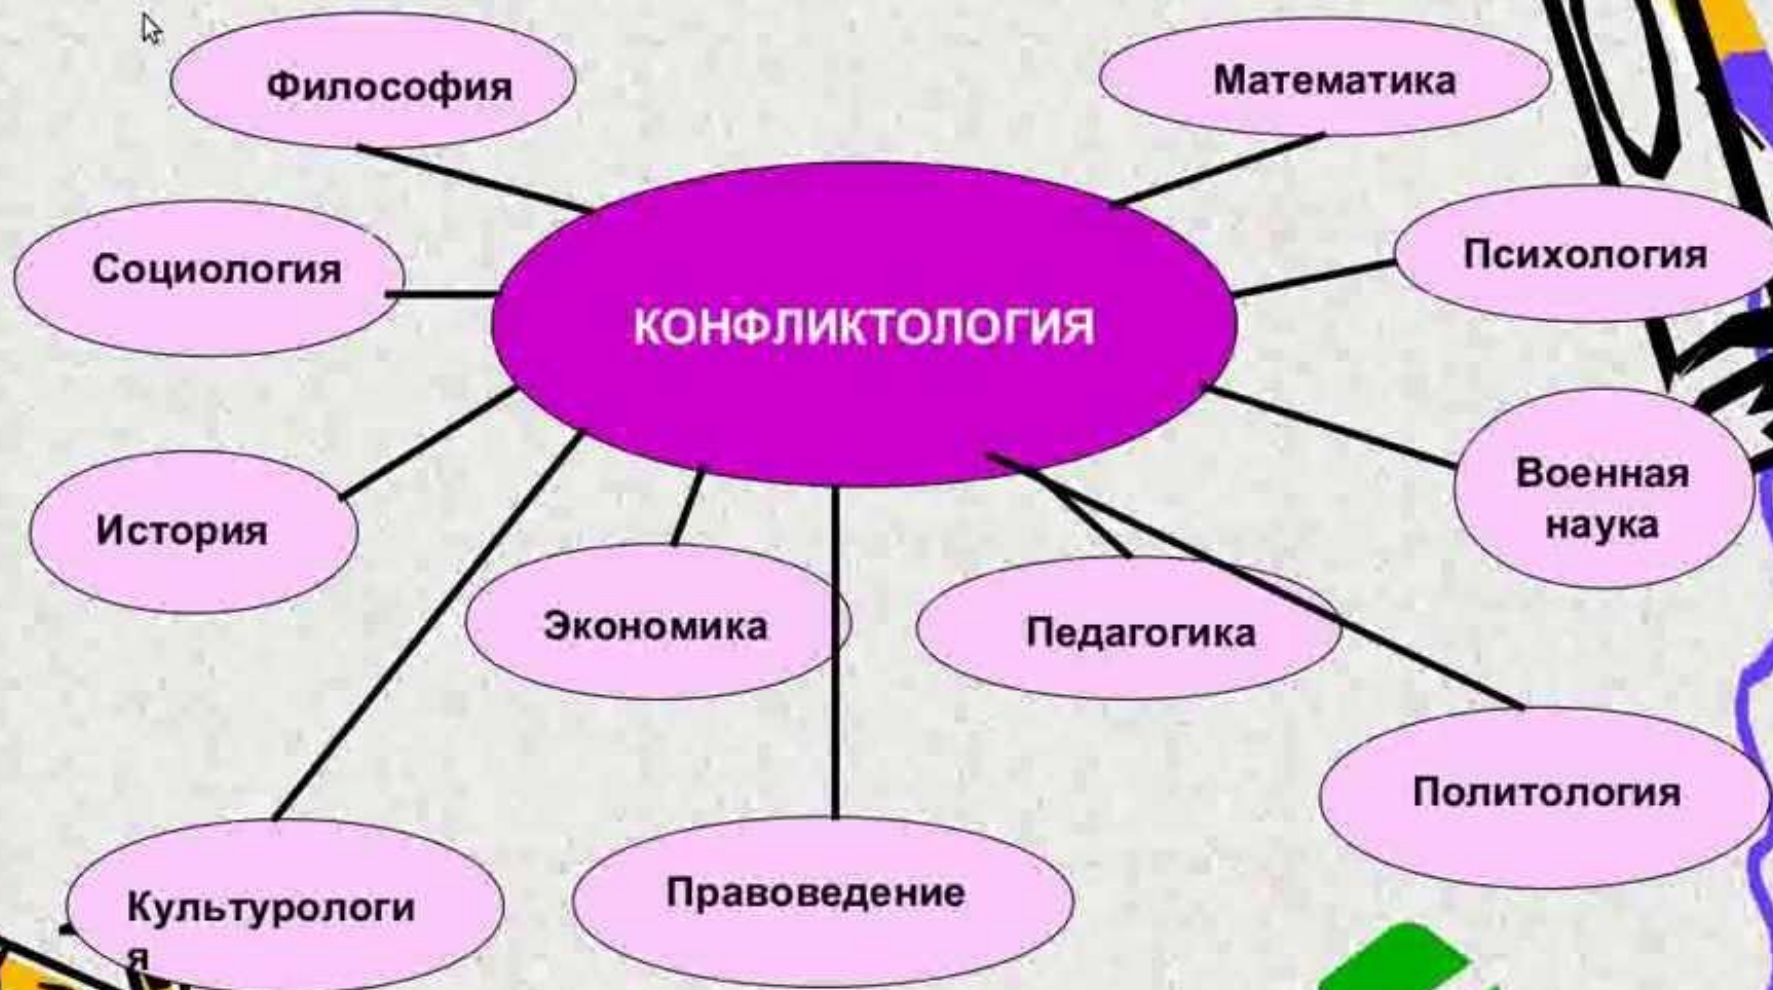 Философия
Математика
Социология
Психология
КОНФЛИКТОЛОГИЯ
История
Военная
наука
Экономика
Педагогика
Политология
Культурологи
я
Правоведение